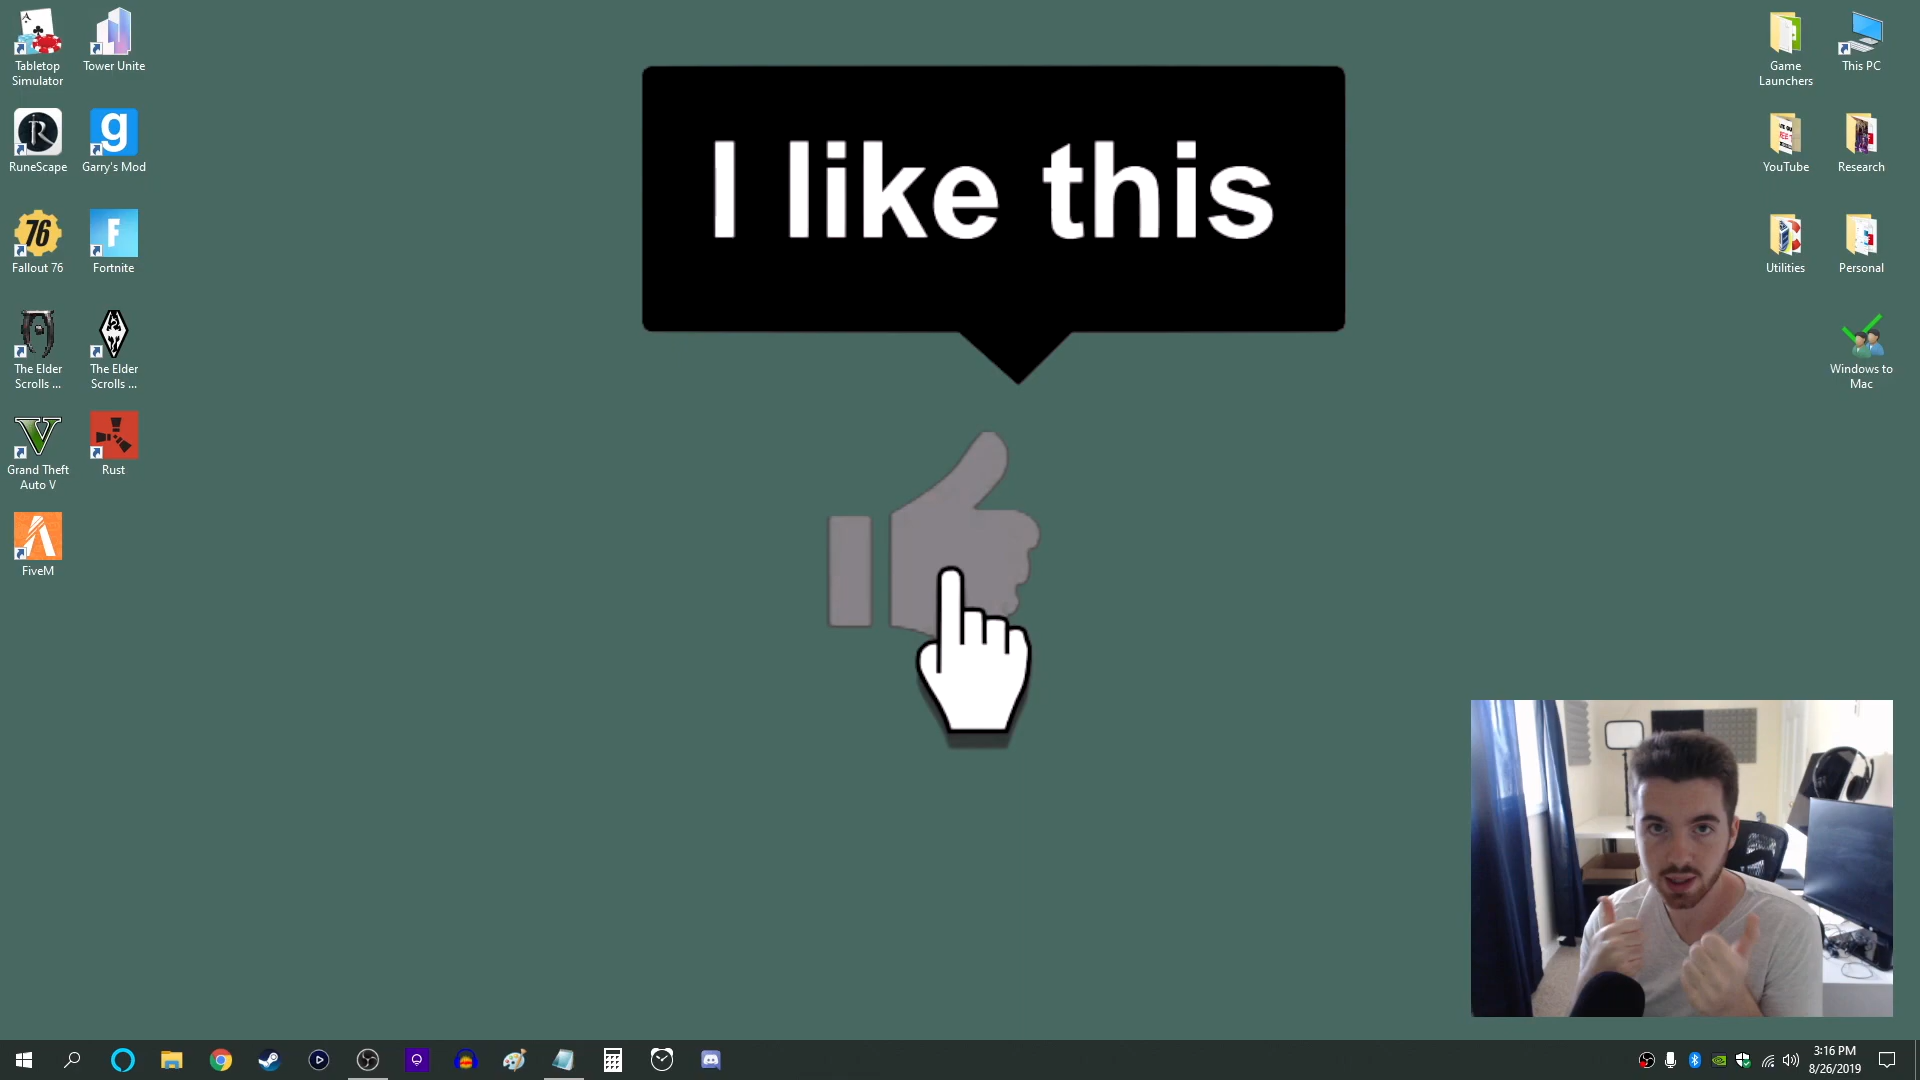 Tabletop
Simulator
Tower Unite
RuneScape
Garry's Mod
76
Fallout 76
F
Fortnite
The Elder
Scrolls ...
The Elder
Scrolls ...
V
Grand Theft
Auto V
Rust
FiveM
I like this
Game
Launchers
This PC
YouTube
Research
Utilities
Personal
Windows to
Mac
3:16 PM
8/26/2019